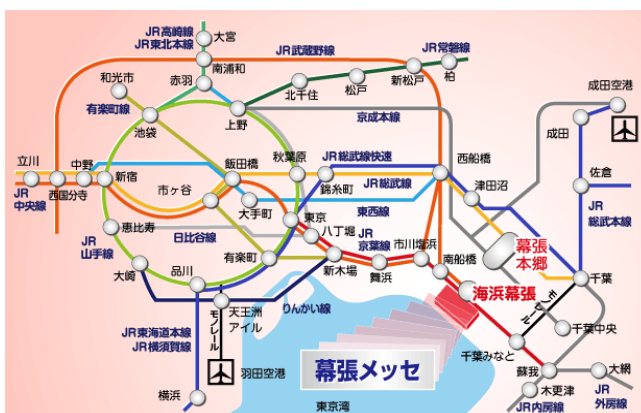 JR高崎線
JR東北本線
大宮
JR武蔵野線
JR常磐線
南浦和
和光市
赤羽
新松戸
柏
松戸
北千住
有楽町線
池袋
上野
京成本線
成田空港
成田
立川
中野
飯田橋
秋葉原
JR総武線快速
西船橋
佐倉
JR
中央線
西国分寺
新宿
市ヶ谷
錦糸町
JR総武線
津田沼
JR
総武本線
大手町
東西線
恵比寿
日比谷線
東京
八丁堀
JR
京葉線
市川塩浜
幕張
本郷
JR
山手線
有楽町
新木場
舞浜
南船橋
千葉
大崎
品川
海浜幕張
モノレール
りんかい線
天王洲
アイル
千葉中央
JR東海道本線
JR横須賀線
モノレール
千葉みなと
幕張メッセ
蘇我
大網
羽田空港
木更津
横浜
東京湾
JR内房線
JR
外房線